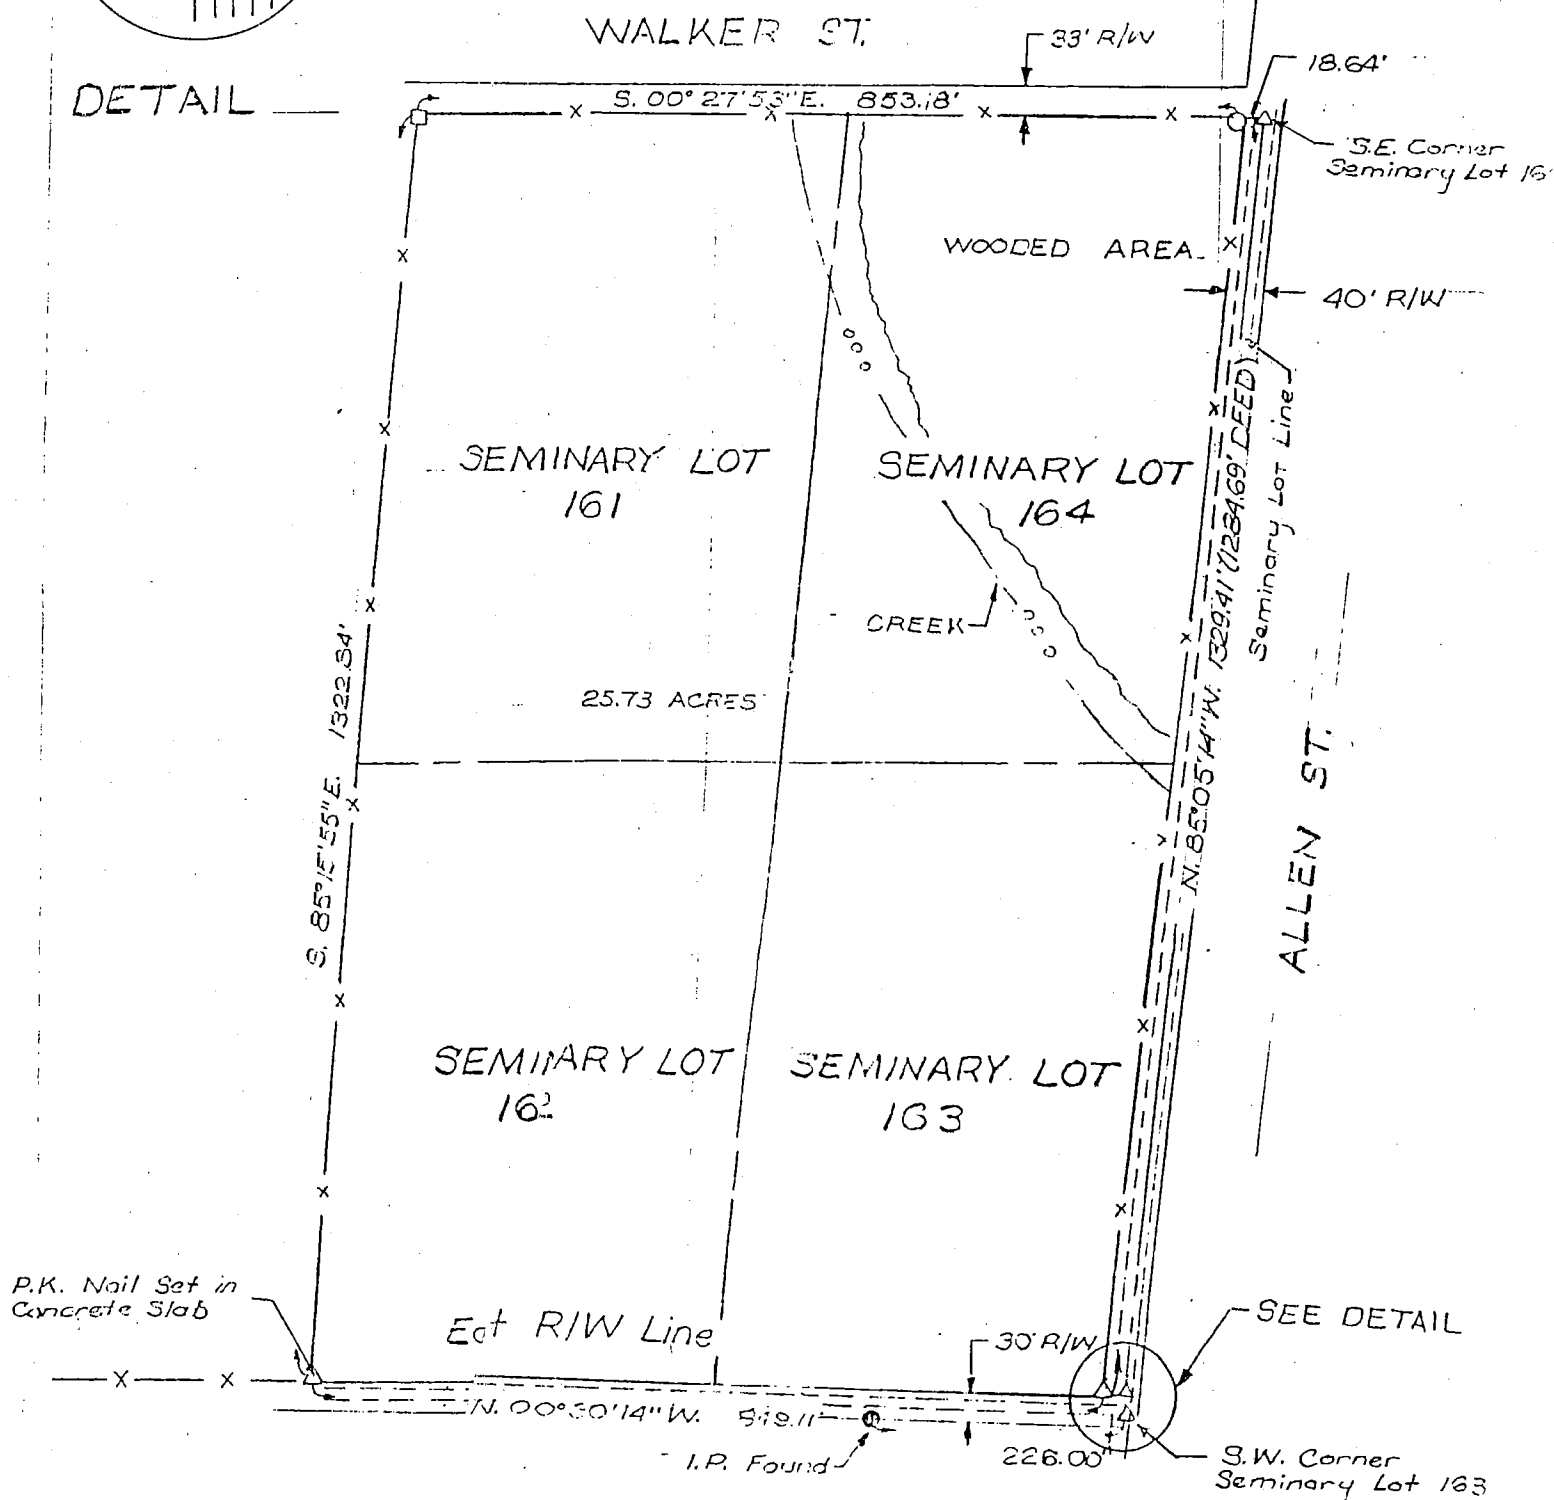 WALKER ST.
33' R/W
18.64'
DETAIL
S. 00° 27' 53" E. 853.18'
S.E. Corner
Seminary Lot 16
WOODED AREA
40' R/W
SEMINARY LOT
161
SEMINARY LOT
164
N. 85° 05' 14" W. 1329.41' (1284.69' DEED)
Seminary Lot Line
CREEK
25.73 ACRES
S. 85° 15' 55" E. 1322.84'
ALLEN ST.
SEMINARY LOT
162
SEMINARY LOT
163
P.K. Nail Set in
Concrete Slab
R/W Line
30' R/W
SEE DETAIL
N. 00° 30' 14" W.
I.P. Found
226.00'
S.W. Corner
Seminary Lot 163